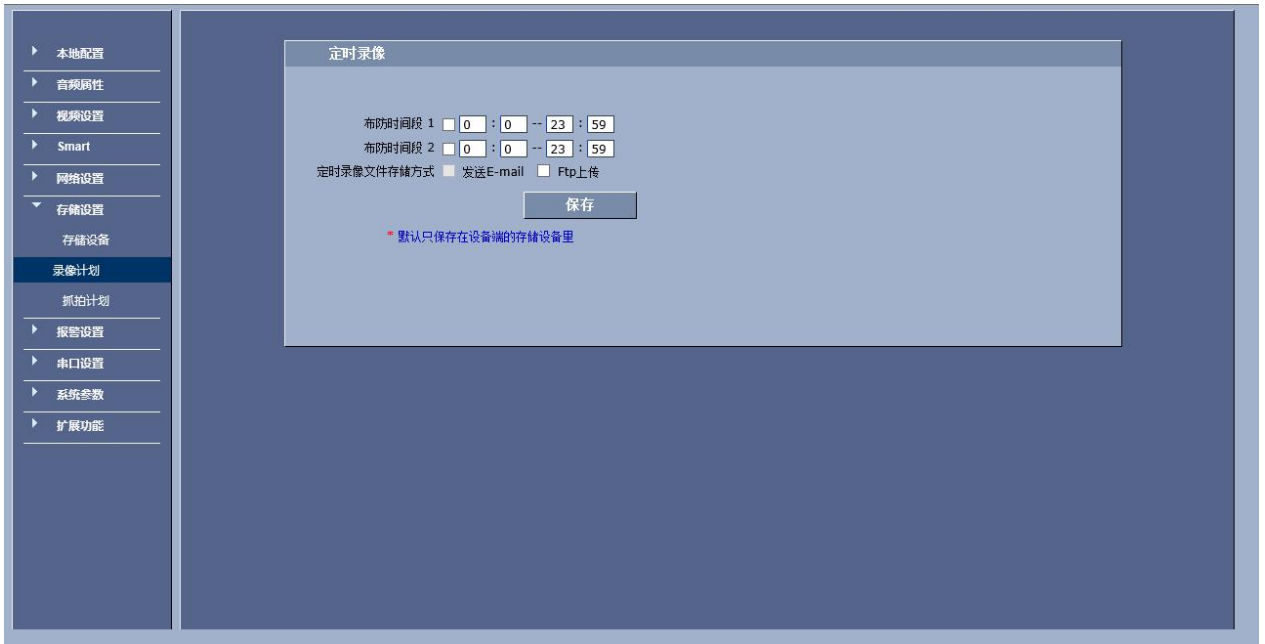 本地配置
音频属性
视频设置
Smart
网络设置
存储设置
存储设备
录像计划
抓拍计划
报警设置
串口设置
系统参数
扩展功能
定时录像
布防时间段 1 0 : 0 -- 23 : 59
布防时间段 2 0 : 0 -- 23 : 59
定时录像文件存储方式 发送E-mail Ftp上传
保存
* 默认只保存在设备端的存储设备里